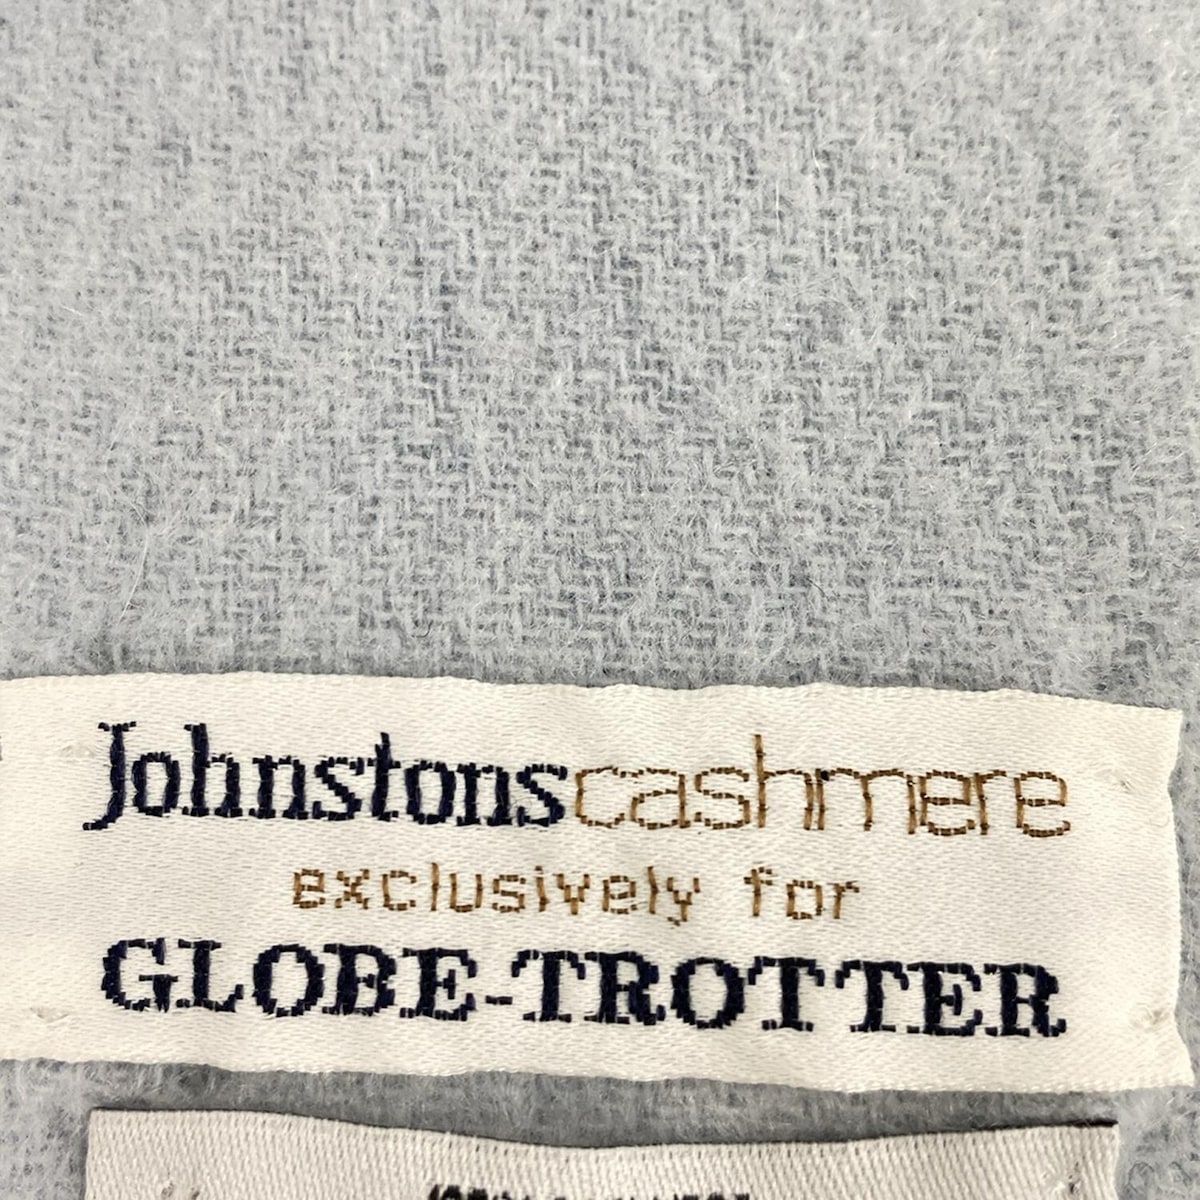 Johnstonscashmere
exclusively for
GLOBE-TROTTER